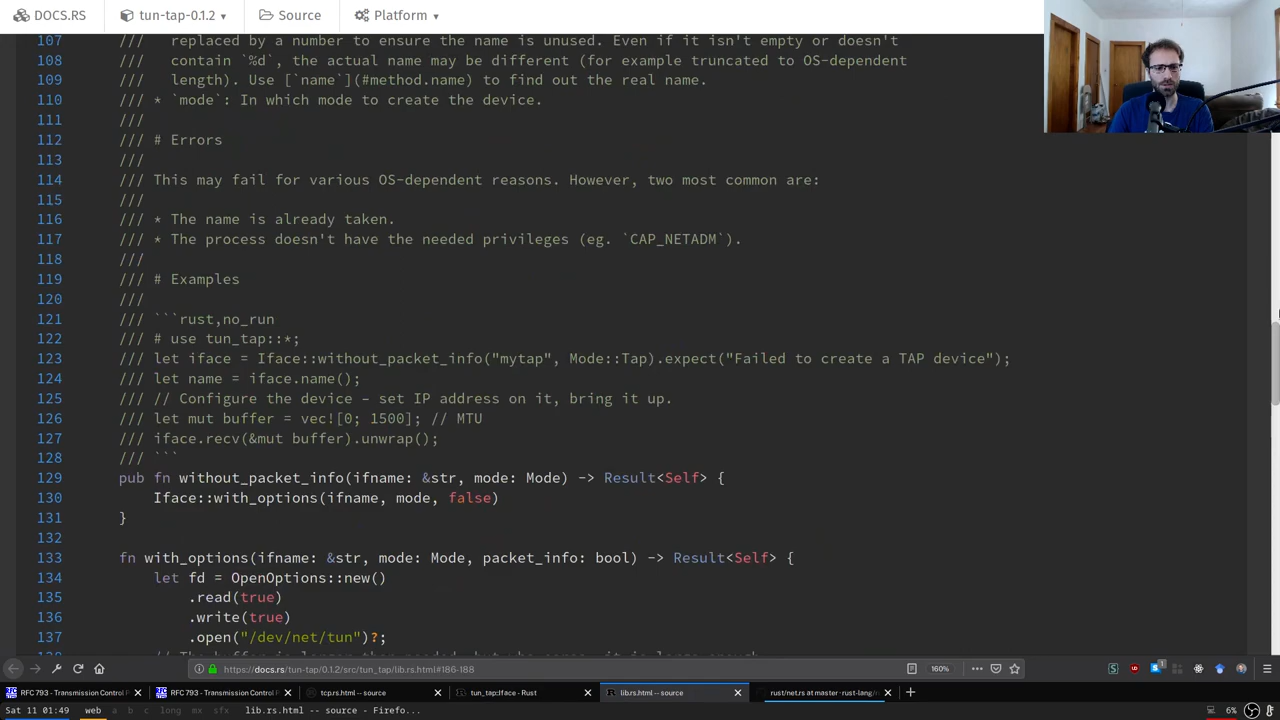 DOCS.RS tun-tap-0.1.2 Source Platform
107 /// replaced by a number to ensure the name is unused. Even if it isn't empty or doesn't
108 /// contain `%d`, the actual name may be different (for example truncated to OS-dependent
109 /// length). Use [`name`](#method.name) to find out the real name.
110 /// * `mode`: In which mode to create the device.
111 ///
112 /// # Errors
113 ///
114 /// This may fail for various OS-dependent reasons. However, two most common are:
115 ///
116 /// * The name is already taken.
117 /// * The process doesn't have the needed privileges (eg. `CAP_NETADM`).
118 ///
119 /// # Examples
120 ///
121 /// ```rust,no_run
122 /// # use tun_tap::*;
123 /// let iface = Iface::without_packet_info("mytap", Mode::Tap).expect("Failed to create a TAP device");
124 /// let name = iface.name();
125 /// // Configure the device – set IP address on it, bring it up.
126 /// let mut buffer = vec![0; 1500]; // MTU
127 /// iface.recv(&mut buffer).unwrap();
128 /// ```
129 pub fn without_packet_info(ifname: &str, mode: Mode) -> Result<Self> {
130 Iface::with_options(ifname, mode, false)
131 }
132
133 fn with_options(ifname: &str, mode: Mode, packet_info: bool) -> Result<Self> {
134 let fd = OpenOptions::new()
135 .read(true)
136 .write(true)
137 .open("/dev/net/tun")?;
https://docs.rs/tun-tap/0.1.2/src/tun_tap/lib.rs.html#186-188 160%
RFC 793 - Transmission Control P RFC 793 - Transmission Control P tcp.rs.html -- source tun_tap::Iface - Rust lib.rs.html -- source rust/net.rs at master · rust-lang/r
Sat 11 01:49 web a b c long mx sfx lib.rs.html -- source - Firefo... 6%